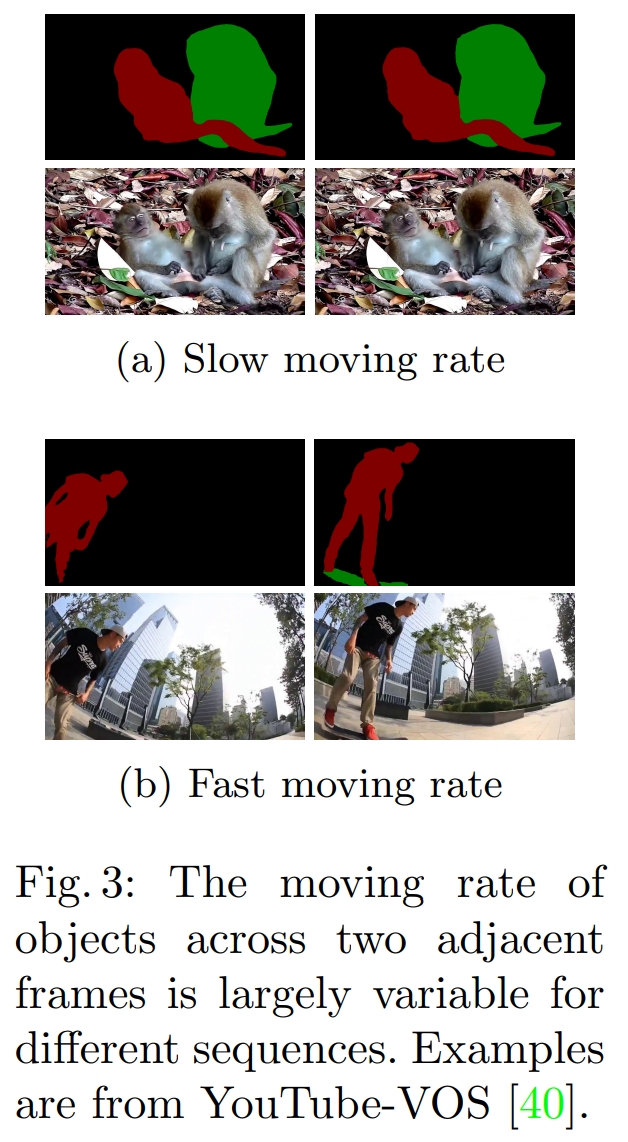 (a) Slow moving rate
(b) Fast moving rate
Fig. 3: The moving rate of
objects across two adjacent
frames is largely variable for
different sequences. Examples
are from YouTube-VOS [40].